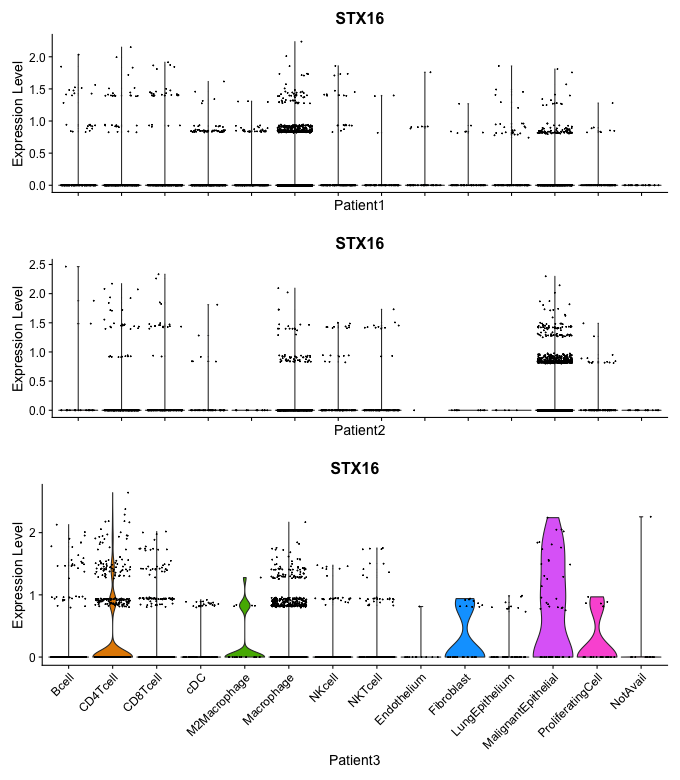 STX16
Expression Level
2.0
1.5
1.0
0.5
0.0
Patient1
STX16
Expression Level
2.5
2.0
1.5
1.0
0.5
0.0
Patient2
STX16
Expression Level
2
1
0
Bcell
CD4Tcell
CD8Tcell
cDC
M2Macrophage
Macrophage
NKcell
NKTcell
Endothelium
Fibroblast
LungEpithelium
MalignantEpithelial
ProliferatingCell
NotAvail
Patient3